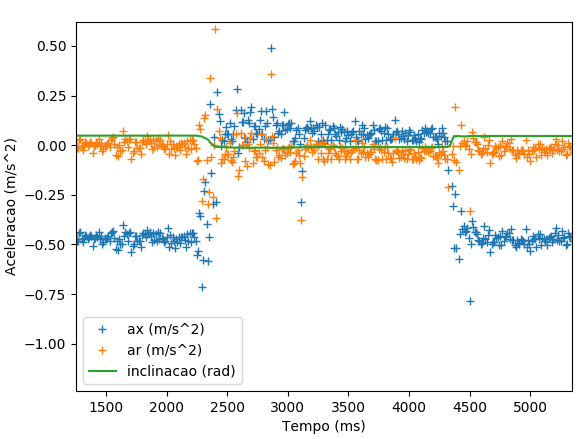 0.50
0.25
0.00
−0.25
−0.50
−0.75
−1.00
Aceleracao (m/s^2)
ax (m/s^2)
ar (m/s^2)
inclinacao (rad)
1500 2000 2500 3000 3500 4000 4500 5000
Tempo (ms)